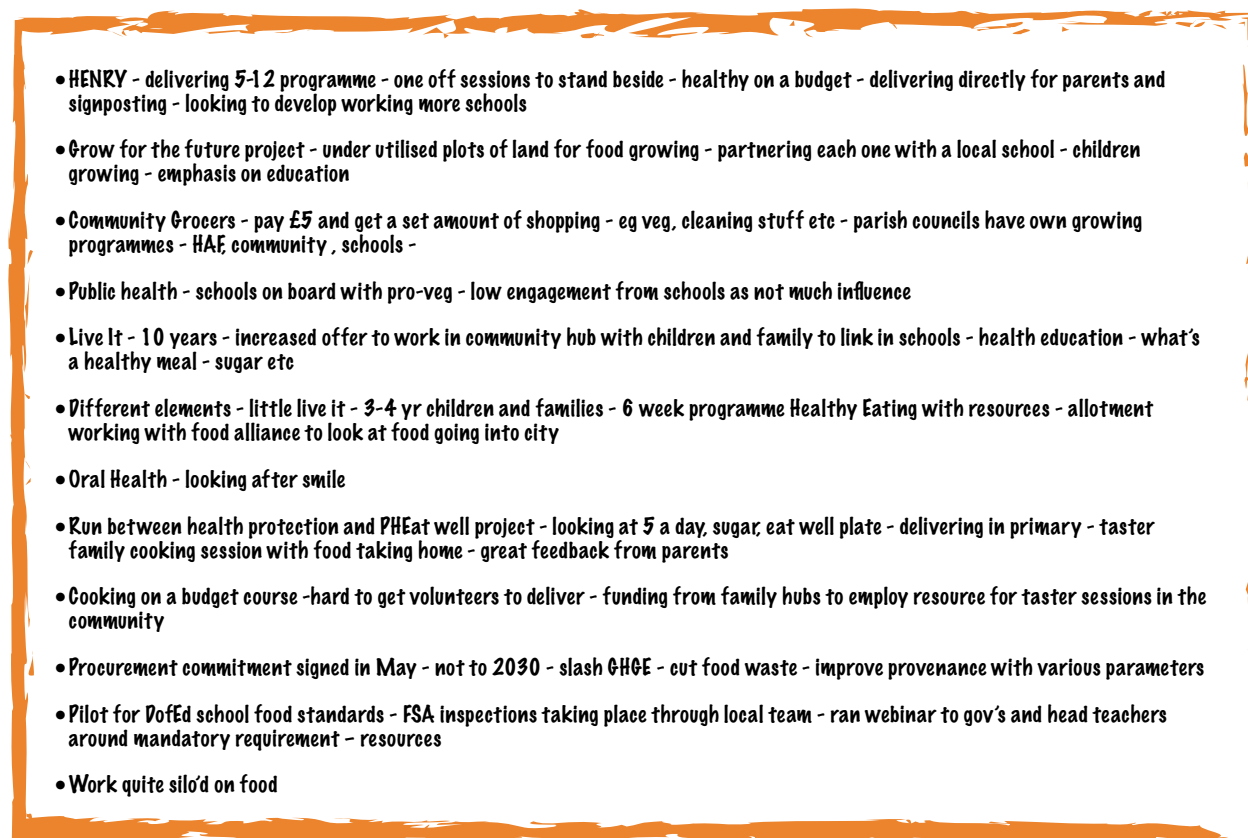 • HENRY - delivering 5-12 programme - one off sessions to stand beside - healthy on a budget - delivering directly for parents and
signposting - looking to develop working more schools
• Grow for the future project - under utilised plots of land for food growing - partnering each one with a local school - children
growing - emphasis on education
• Community Grocers - pay £5 and get a set amount of shopping - eg veg, cleaning stuff etc - parish councils have own growing
programmes - HAF, community , schools -
• Public health - schools on board with pro-veg - low engagement from schools as not much influence
• Live It - 10 years - increased offer to work in community hub with children and family to link in schools - health education - what's
a healthy meal - sugar etc
• Different elements - little live it - 3-4 yr children and families - 6 week programme Healthy Eating with resources - allotment
working with food alliance to look at food going into city
• Oral Health - looking after smile
• Run between health protection and PHEat well project - looking at 5 a day, sugar, eat well plate - delivering in primary - taster
family cooking session with food taking home - great feedback from parents
• Cooking on a budget course -hard to get volunteers to deliver - funding from family hubs to employ resource for taster sessions in the
community
• Procurement commitment signed in May - not to 2030 - slash GHGE - cut food waste - improve provenance with various parameters
• Pilot for DofEd school food standards - FSA inspections taking place through local team - ran webinar to gov's and head teachers
around mandatory requirement – resources
• Work quite silo'd on food